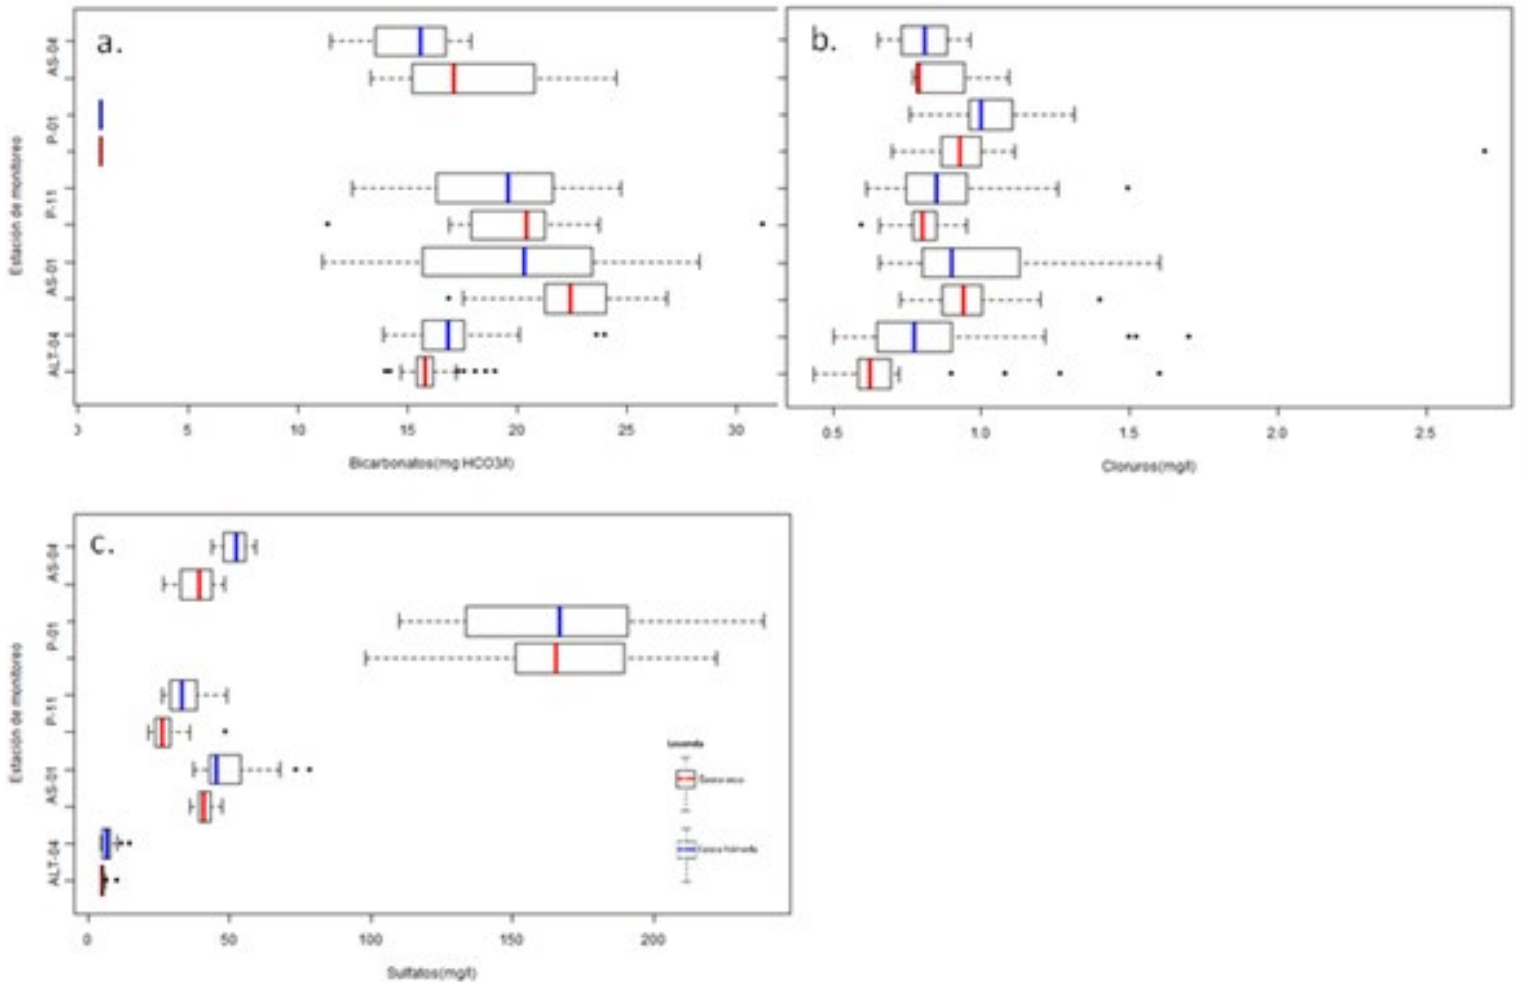 a.
AS-04
P-01
P-11
AS-01
ALT-04
Estación de monitoreo
0 5 10 15 20 25 30
Bicarbonatos(mg HCO3/l)
b.
0.5 1.0 1.5 2.0 2.5
Cloruros(mg/l)
c.
AS-04
P-01
P-11
AS-01
ALT-04
Estación de monitoreo
0 50 100 150 200
Sulfatos(mg/l)
Leyenda